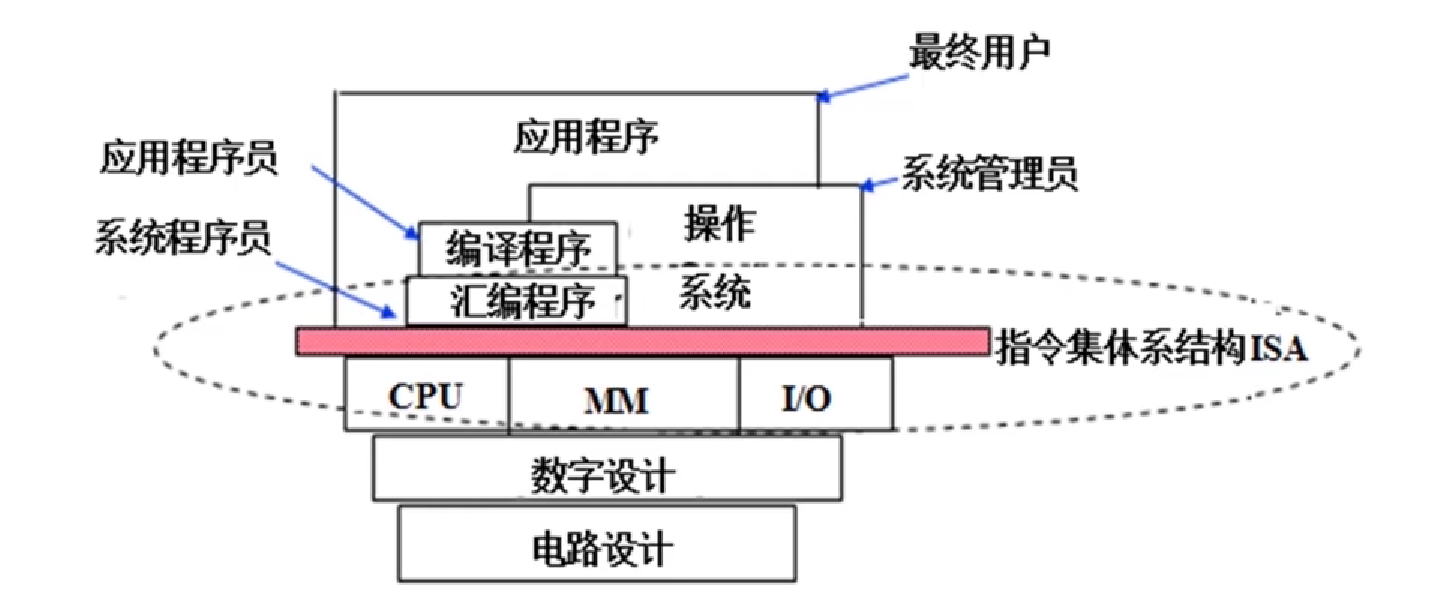 最终用户
应用程序
应用程序员
系统管理员
操作
系统程序员
编译程序
系统
汇编程序
指令集体系结构ISA
CPU
MM
I/O
数字设计
电路设计